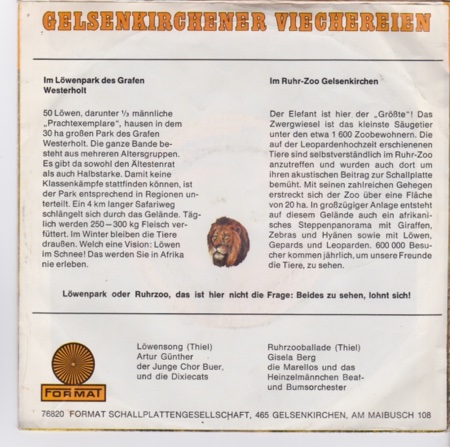 GELSENKIRCHENER VIECHEREIEN
Im Löwenpark des Grafen
Westerholt
50 Löwen, darunter ⅓ männliche
„Prachtexemplare“, hausen in dem
30 ha großen Park des Grafen
Westerholt. Die ganze Bande be-
steht aus mehreren Altersgruppen.
Es gibt da sowohl den Ältestenrat
als auch Halbstarke. Damit keine
Klassenkämpfe stattfinden können, ist
der Park entsprechend in Regionen un-
terteilt. Ein 4 km langer Safariweg
schlängelt sich durch das Gelände. Täg-
lich werden 250—300 kg Fleisch ver-
füttert. Im Winter bleiben die Tiere
draußen. Welch eine Vision: Löwen
im Schnee! Das werden Sie in Afrika
nie erleben.
Im Ruhr-Zoo Gelsenkirchen
Der Elefant ist hier der „Größte“! Das
Zwergwiesel ist das kleinste Säugetier
unter den etwa 1 600 Zoobewohnern. Die
auf der Leopardenhochzeit erschienenen
Tiere sind selbstverständlich im Ruhr-Zoo
anzutreffen und wurden auch dort um
ihren akustischen Beitrag zur Schallplatte
bemüht. Mit seinen zahlreichen Gehegen
erstreckt sich der Zoo über eine Fläche
von 20 ha. In großzügiger Anlage entsteht
auf diesem Gelände auch ein afrikani-
sches Steppenpanorama mit Giraffen,
Zebras und Hyänen sowie mit Löwen,
Gepards und Leoparden. 600 000 Besu-
cher kommen jährlich, um unsere Freunde
die Tiere, zu sehen.
Löwenpark oder Ruhrzoo, das ist hier nicht die Frage: Beides zu sehen, lohnt sich!
Löwensong (Thiel)
Artur Günther
der Junge Chor Buer,
und die Dixiecats
Ruhrzooballade (Thiel)
Gisela Berg
die Marellos und das
Heinzelmännchen Beat-
und Bumsorchester
FORMAT
76820 FORMAT SCHALLPLATTENGESELLSCHAFT, 465 GELSENKIRCHEN, AM MAIBUSCH 108